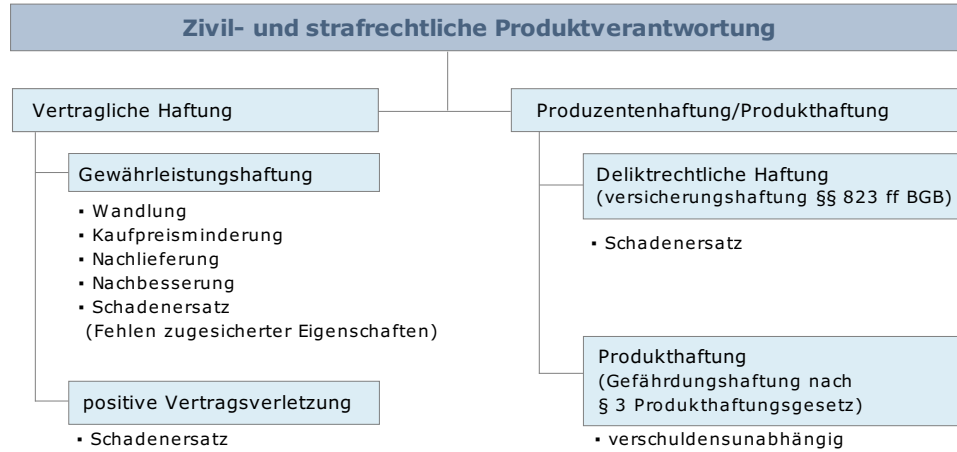 Zivil- und strafrechtliche Produktverantwortung
Vertragliche Haftung
Gewährleistungshaftung
▪ Wandlung
▪ Kaufpreisminderung
▪ Nachlieferung
▪ Nachbesserung
▪ Schadenersatz
(Fehlen zugesicherter Eigenschaften)
positive Vertragsverletzung
▪ Schadenersatz
Produzentenhaftung/Produkthaftung
Deliktrechtliche Haftung
(versicherungshaftung §§ 823 ff BGB)
▪ Schadenersatz
Produkthaftung
(Gefährdungshaftung nach
§ 3 Produkthaftungsgesetz)
▪ verschuldensunabhängig